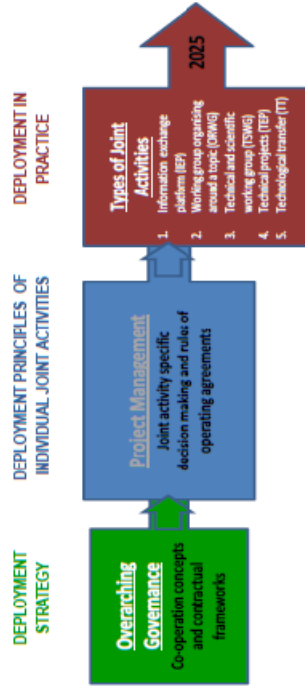 DEPLOYMENT
STRATEGY
Overarching
Governance
Co-operation concepts
and contractual
frameworks
DEPLOYMENT PRINCIPLES OF
INDIVIDUAL JOINT ACTIVITIES
Project Management
Joint activity specific
decision making and rules of
operating agreements
DEPLOYMENT IN
PRACTICE
Types of Joint
Activities
1. Information exchange
platform (IEP)
2. Working group organising
around a topic (ORWG)
3. Technical and scientific
working group (TSWG)
4. Technical projects (TEP)
5. Technological transfer (TT)
2025